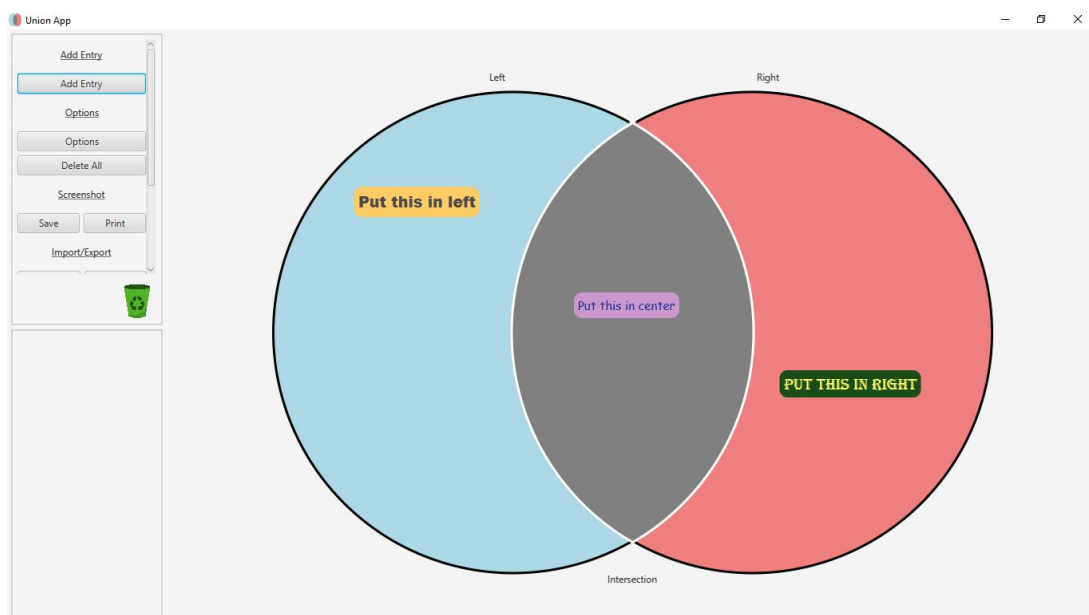 Union App
Add Entry
Add Entry
Options
Options
Delete All
Screenshot
Save Print
Import/Export
Left Right
Put this in left
Put this in center
PUT THIS IN RIGHT
Intersection